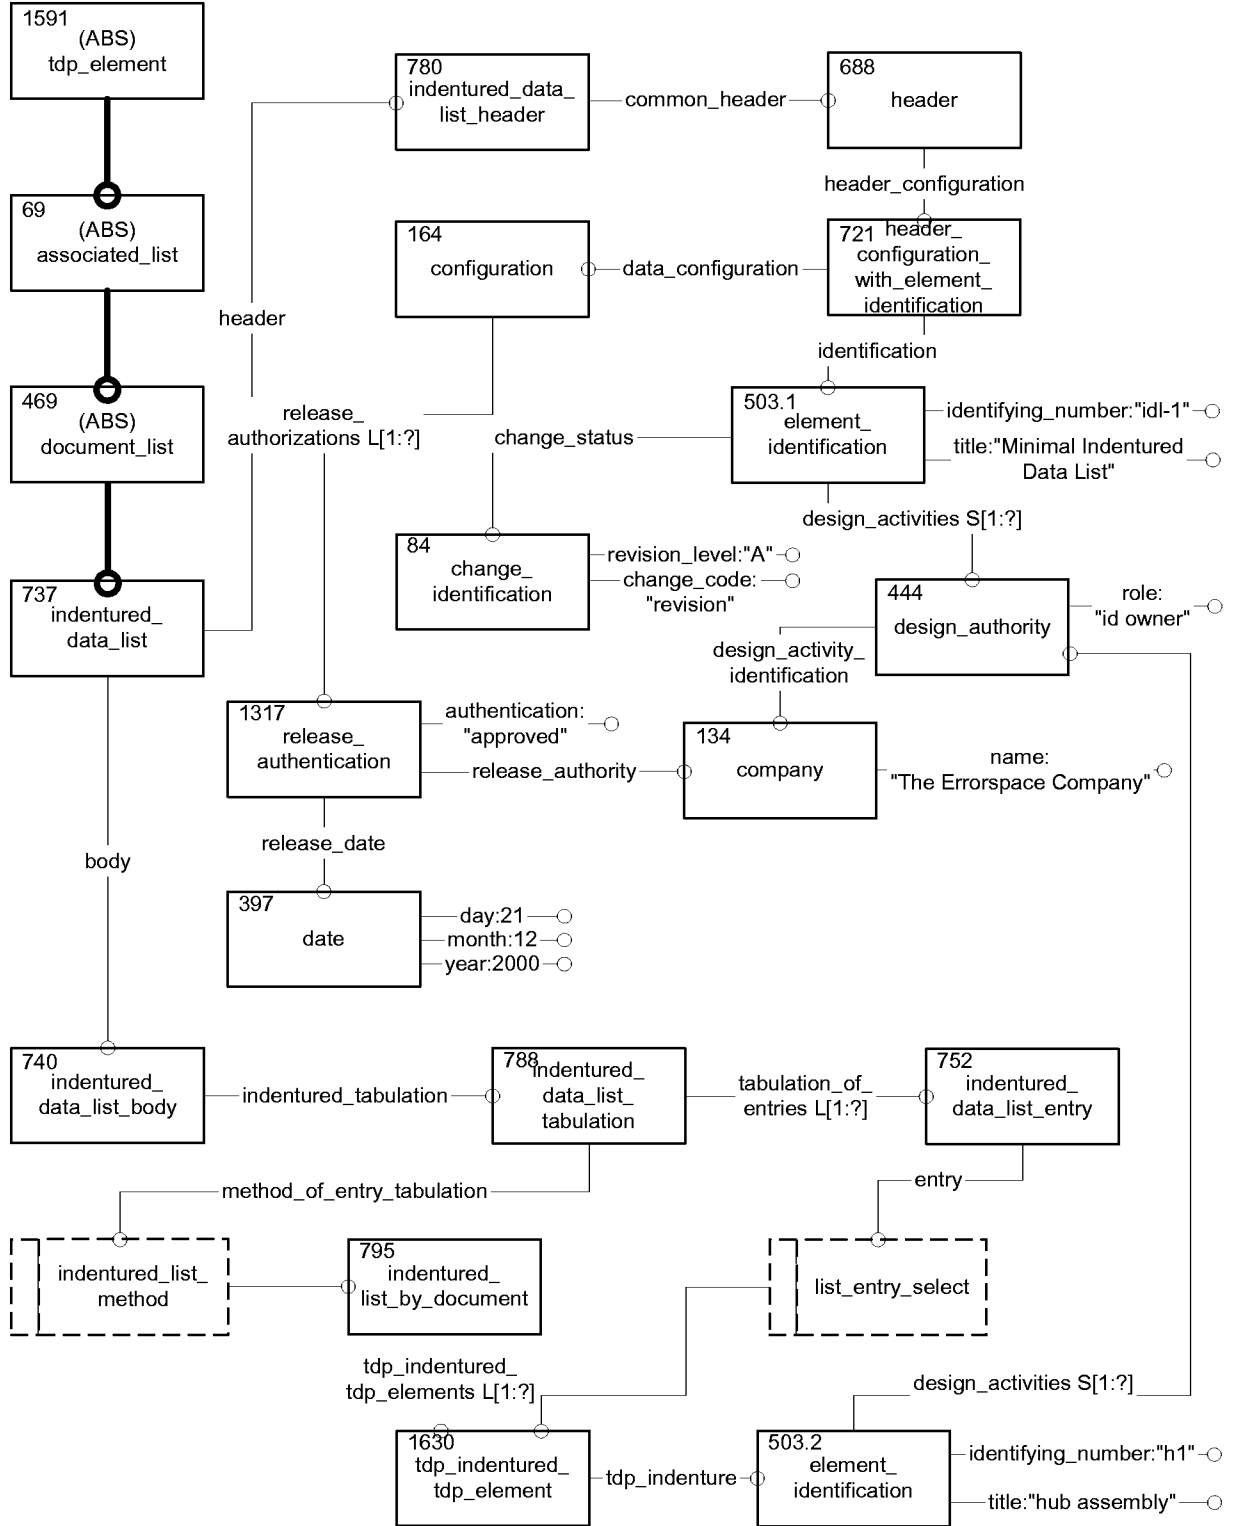 1591
(ABS)
tdp_element
780
indentured_data_
list_header
common_header
688
header
header_configuration
69
(ABS)
associated_list
164
configuration
data_configuration
721
header_
configuration_
with_element_
identification
header
identification
469
(ABS)
document_list
release_
authorizations L[1:?]
change_status
503.1
element_
identification
identifying_number:"idl-1"
title:"Minimal Indentured
Data List"
design_activities S[1:?]
84
change_
identification
revision_level:"A"
change_code:
"revision"
737
indentured_
data_list
444
design_authority
role:
"id owner"
design_activity_
identification
1317
release_
authentication
authentication:
"approved"
release_authority
134
company
name:
"The Errorspace Company"
release_date
body
397
date
day:21
month:12
year:2000
740
indentured_
data_list_body
indentured_tabulation
788
indentured_
data_list_
tabulation
tabulation_of_
entries L[1:?]
752
indentured_
data_list_entry
method_of_entry_tabulation
entry
indentured_list_
method
795
indentured_
list_by_document
list_entry_select
tdp_indentured_
tdp_elements L[1:?]
design_activities S[1:?]
1630
tdp_indentured_
tdp_element
tdp_indenture
503.2
element_
identification
identifying_number:"h1"
title:"hub assembly"